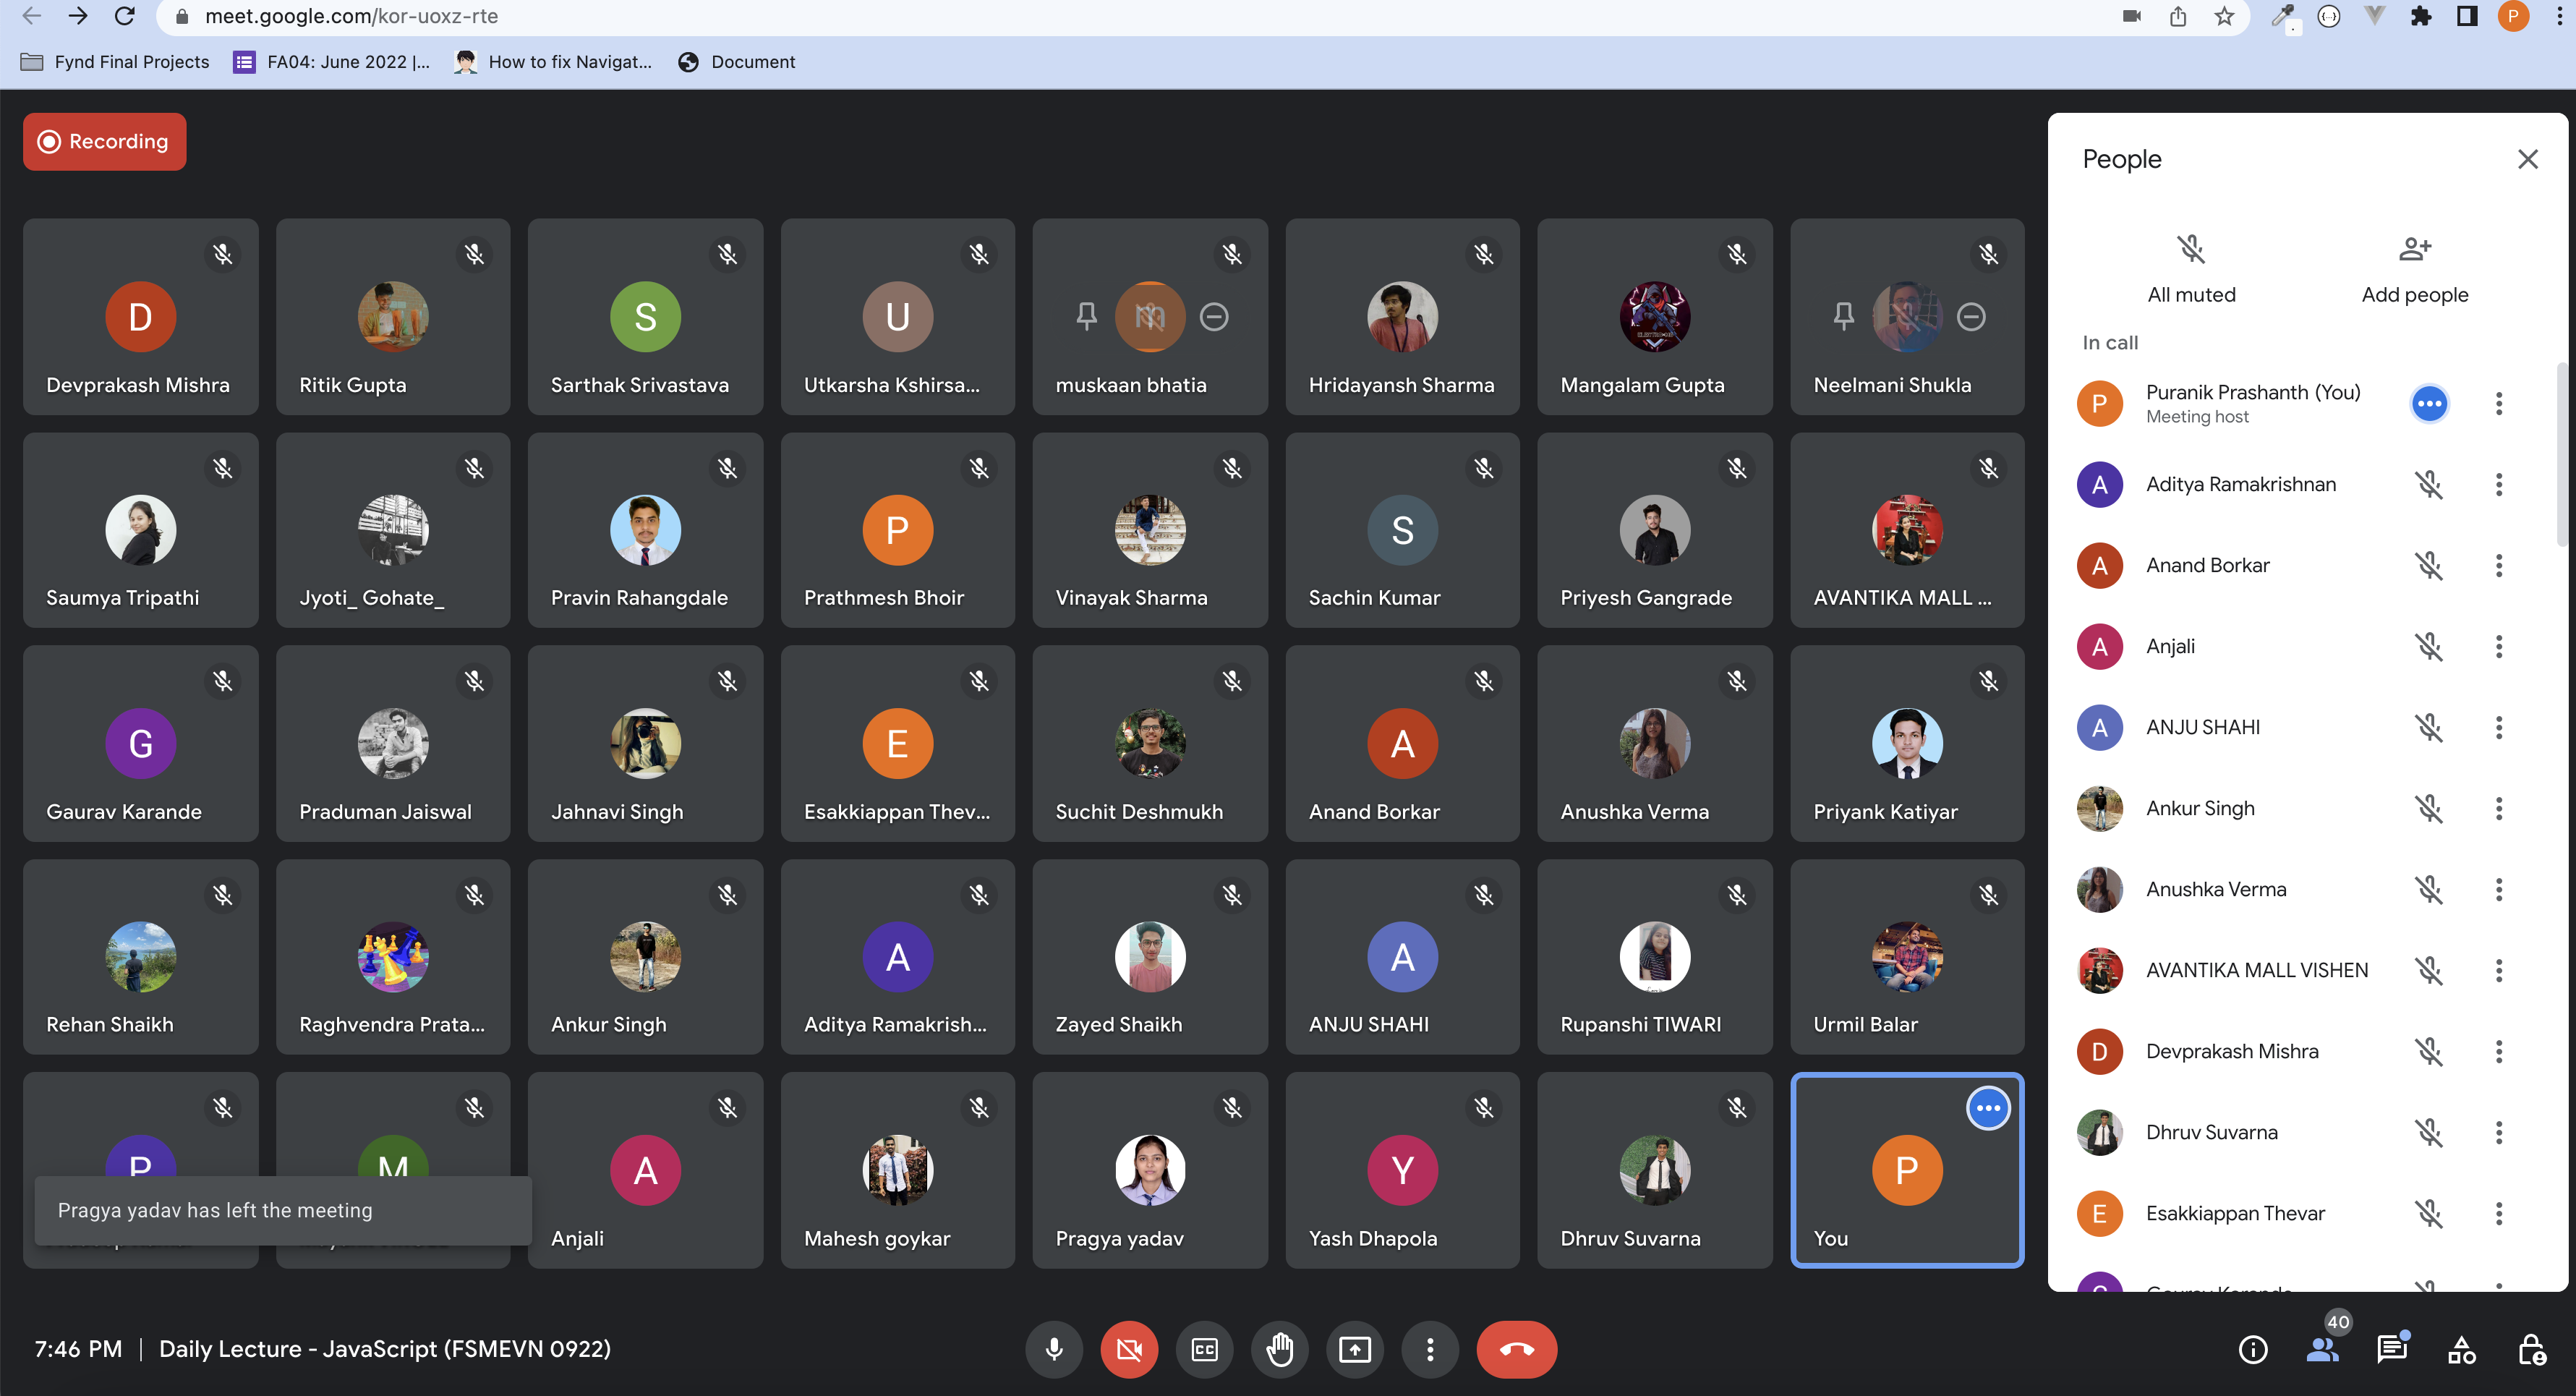 meet.google.com/kor-uoxz-rte
P
Fynd Final Projects
FA04: June 2022 |...
How to fix Navigat...
Document
Recording
D
S
U
m
Devprakash Mishra
Ritik Gupta
Sarthak Srivastava
Utkarsha Kshirsa...
muskaan bhatia
Hridayansh Sharma
Mangalam Gupta
Neelmani Shukla
P
S
Saumya Tripathi
Jyoti_ Gohate_
Pravin Rahangdale
Prathmesh Bhoir
Vinayak Sharma
Sachin Kumar
Priyesh Gangrade
AVANTIKA MALL ...
G
E
A
Gaurav Karande
Praduman Jaiswal
Jahnavi Singh
Esakkiappan Thev...
Suchit Deshmukh
Anand Borkar
Anushka Verma
Priyank Katiyar
A
A
Rehan Shaikh
Raghvendra Prata...
Ankur Singh
Aditya Ramakrish...
Zayed Shaikh
ANJU SHAHI
Rupanshi TIWARI
Urmil Balar
P
M
A
Y
P
Pragya yadav has left the meeting
Anjali
Mahesh goykar
Pragya yadav
Yash Dhapola
Dhruv Suvarna
You
People
All muted
Add people
In call
P
Puranik Prashanth (You)
Meeting host
A
Aditya Ramakrishnan
A
Anand Borkar
A
Anjali
A
ANJU SHAHI
Ankur Singh
Anushka Verma
AVANTIKA MALL VISHEN
D
Devprakash Mishra
Dhruv Suvarna
E
Esakkiappan Thevar
G
Gaurav Karande
7:46 PM | Daily Lecture - JavaScript (FSMEVN 0922)
CC
40